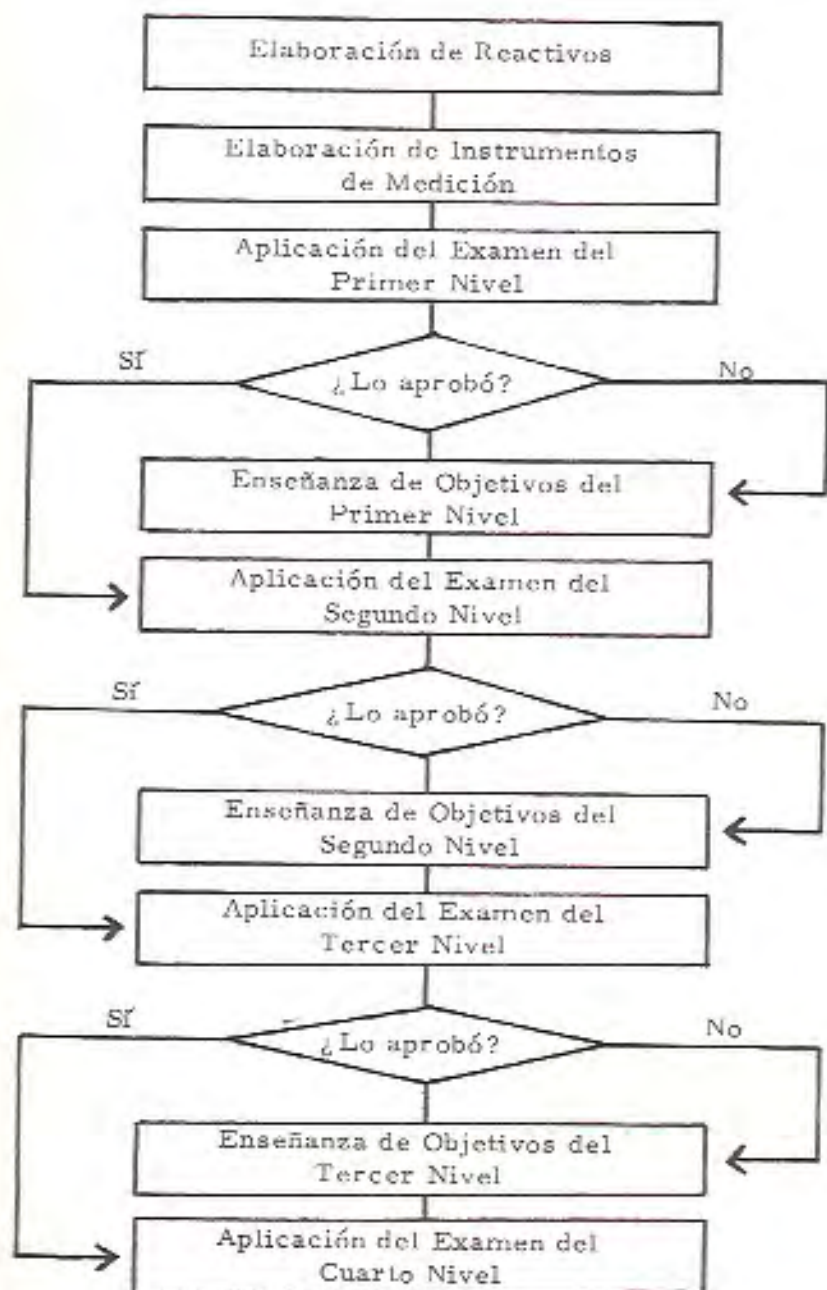 Elaboración de Reactivos
Elaboración de Instrumentos
de Medición
Aplicación del Examen del
Primer Nivel
Sí
¿Lo aprobó?
No
Enseñanza de Objetivos del
Primer Nivel
Aplicación del Examen del
Segundo Nivel
Sí
¿Lo aprobó?
No
Enseñanza de Objetivos del
Segundo Nivel
Aplicación del Examen del
Tercer Nivel
Sí
¿Lo aprobó?
No
Enseñanza de Objetivos del
Tercer Nivel
Aplicación del Examen del
Cuarto Nivel